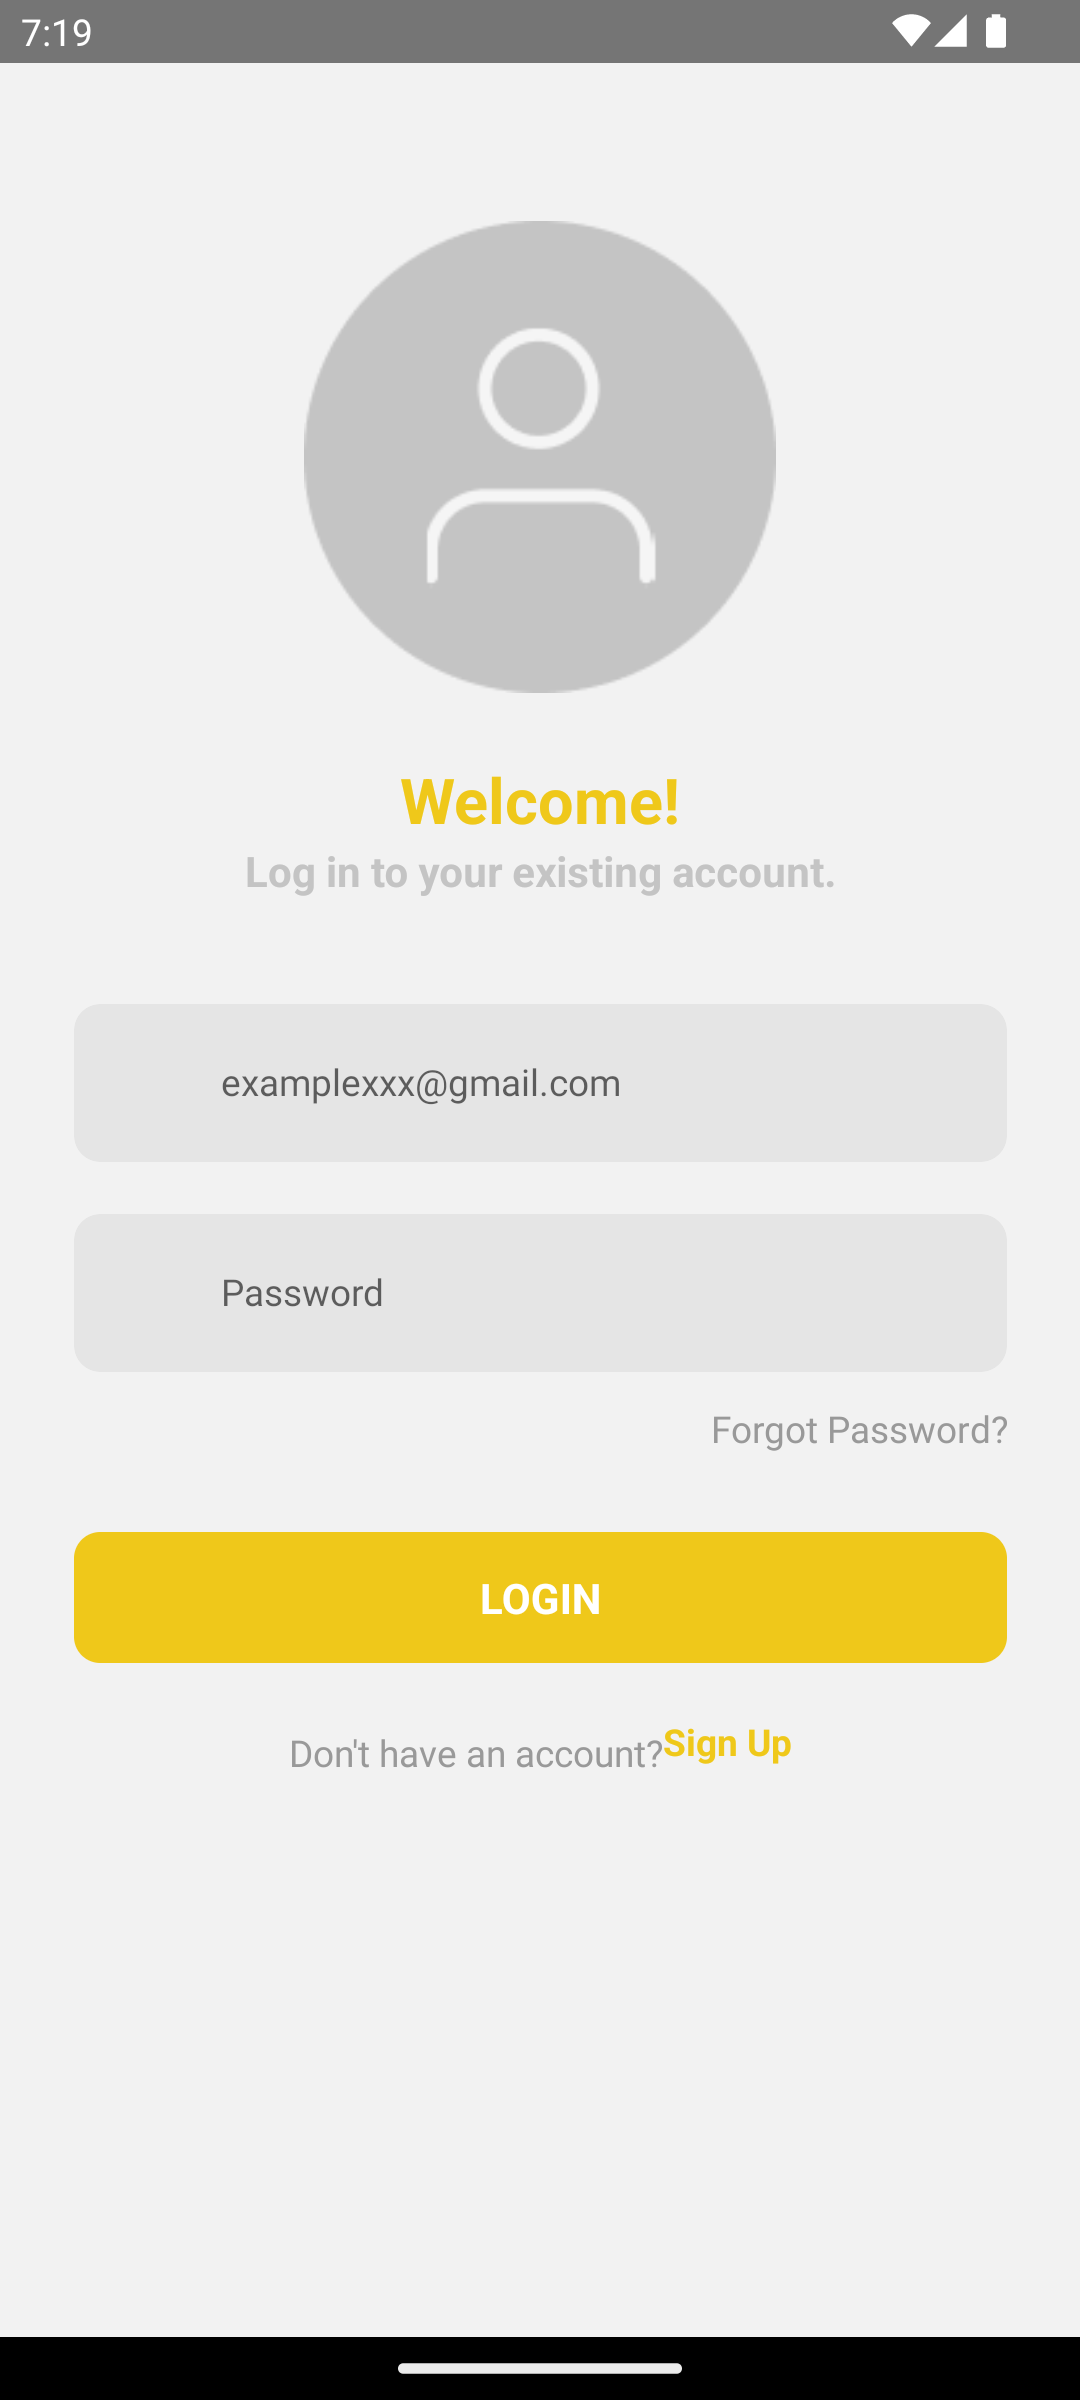 7:19
Welcome!
Log in to your existing account.
examplexxx@gmail.com
Password
Forgot Password?
LOGIN
Don't have an account?Sign Up